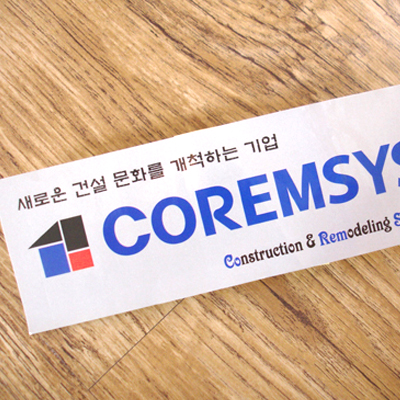 새로운 건설 문화를 개척하는 기업
COREMSYS
Construction & Remodeling S